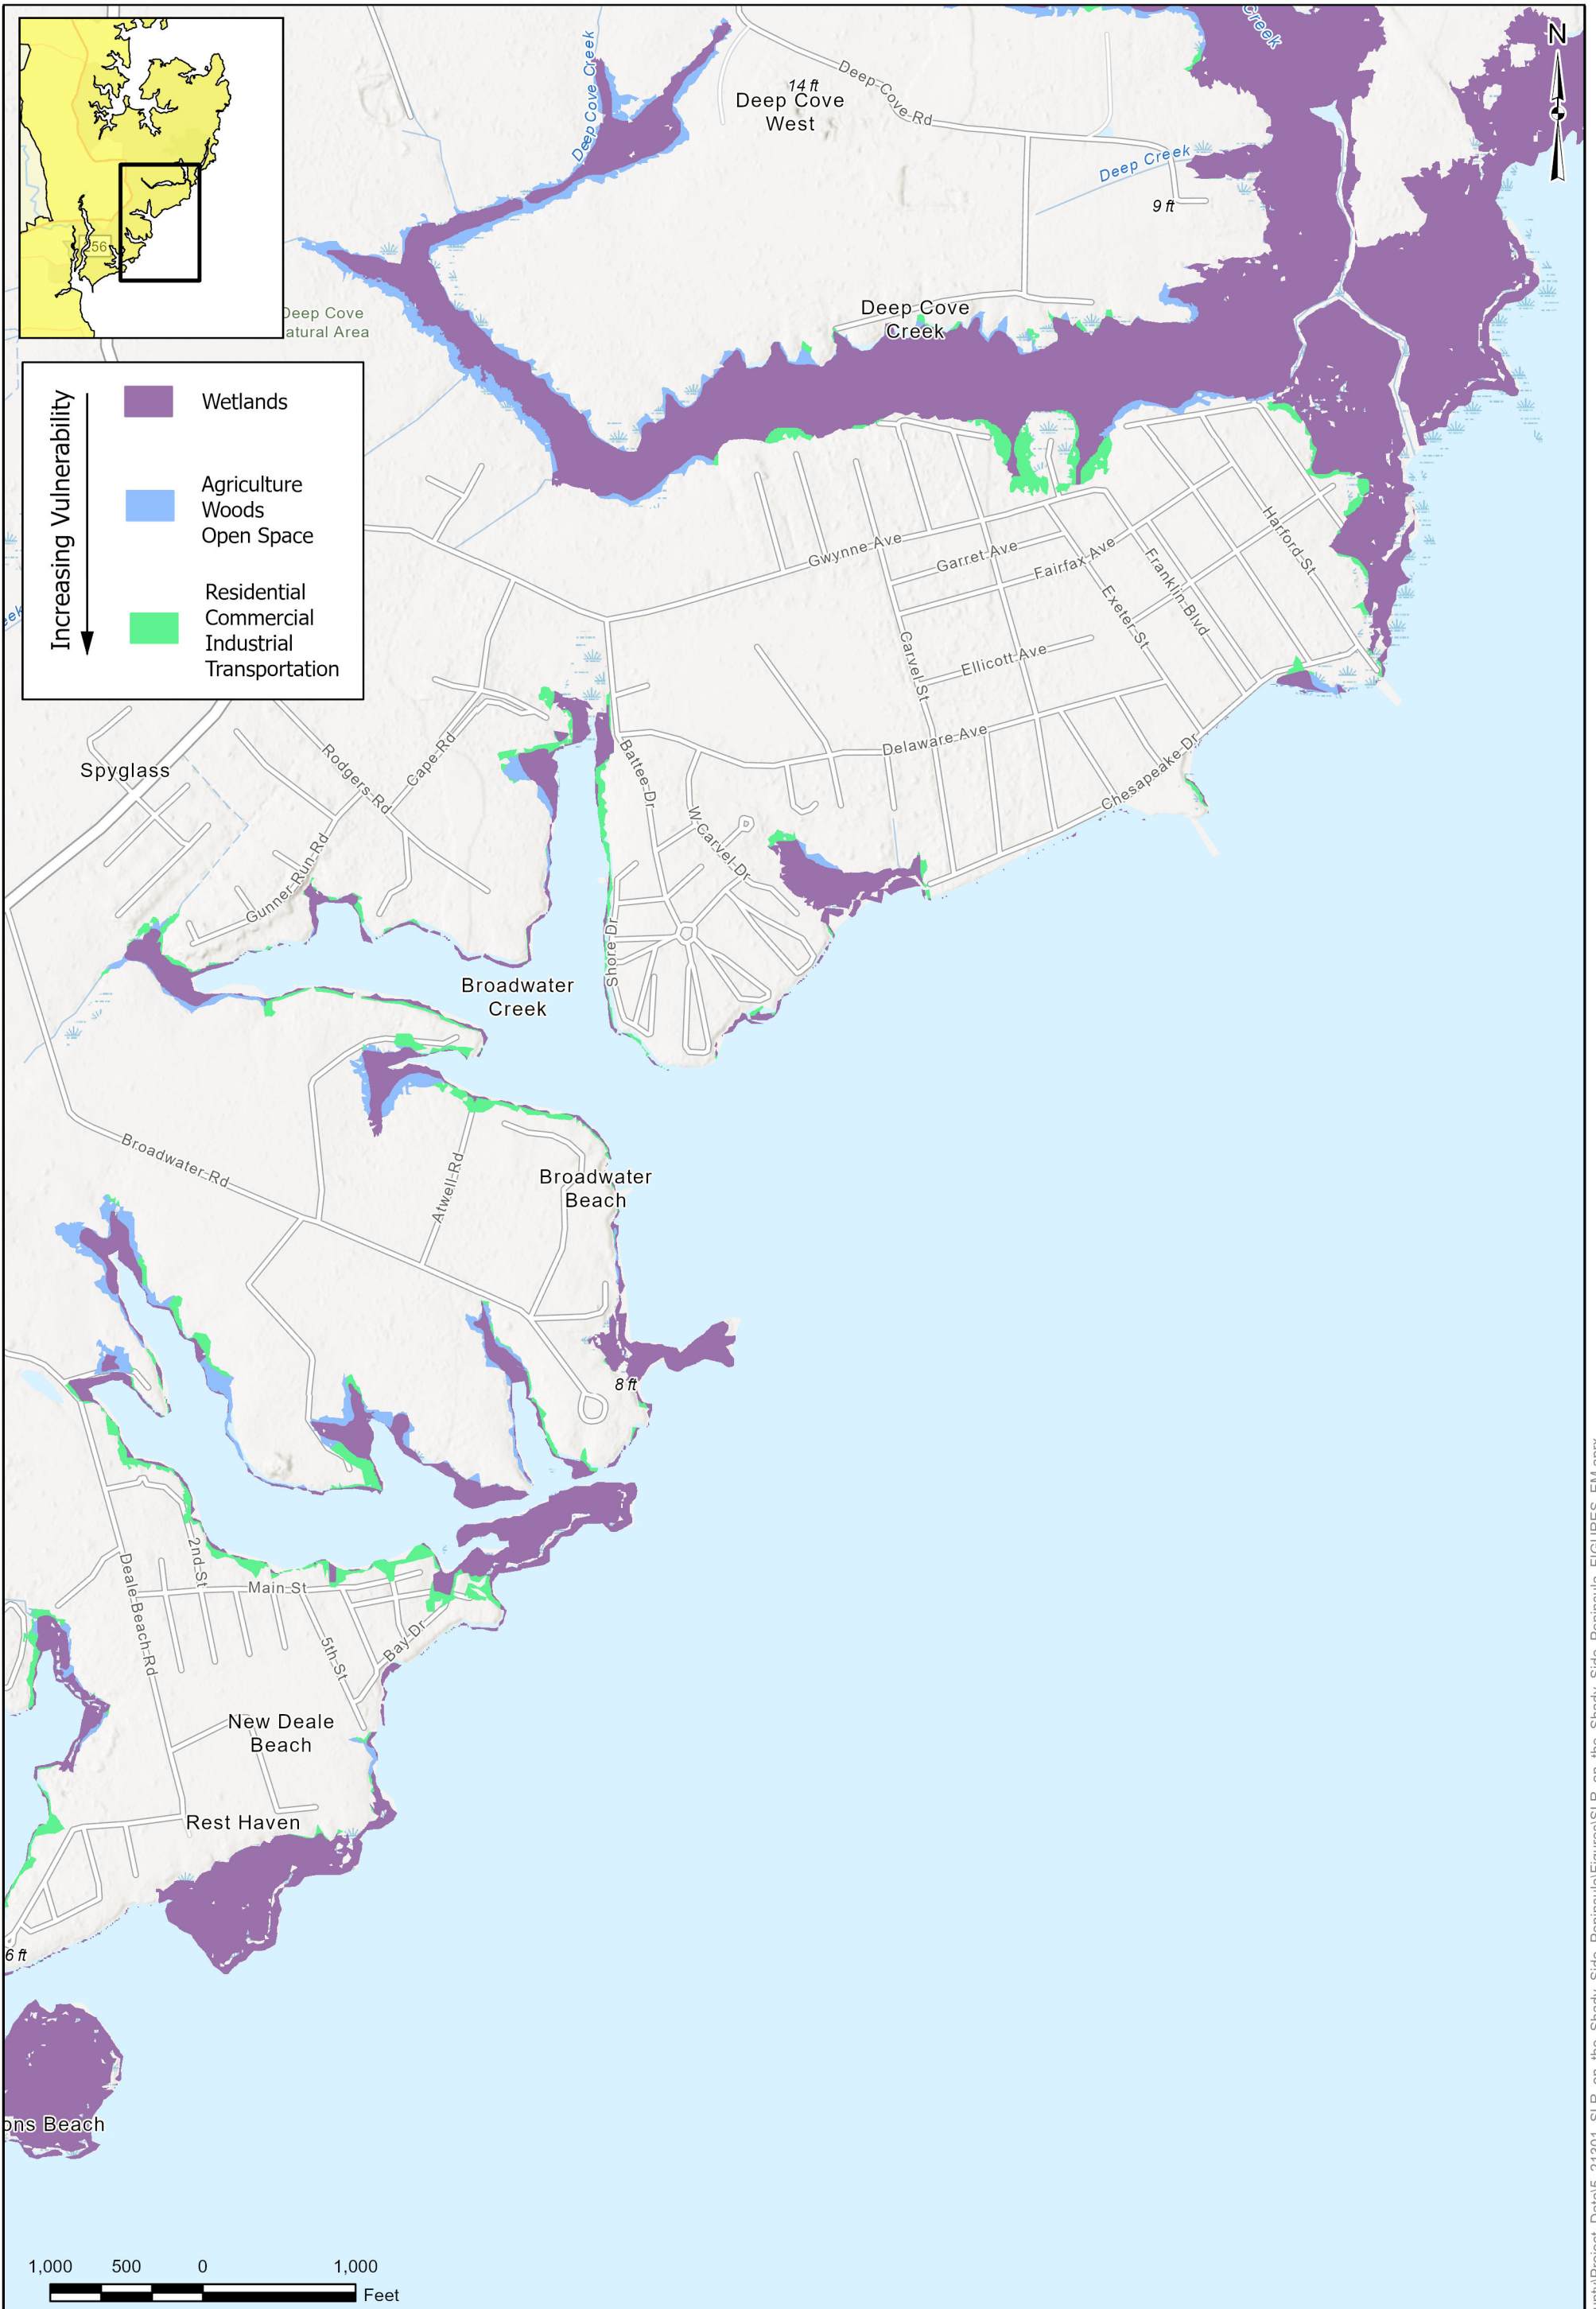 N
56
Creek
Deep Cove Creek
14 ft
Deep Cove
West
Deep Cove Rd
Deep Creek
9 ft
Deep Cove
atural Area
Deep Cove
Creek
Increasing Vulnerability
Wetlands
Agriculture
Woods
Open Space
Residential
Commercial
Industrial
Transportation
eek
Gwynne Ave
Garret Ave
Fairfax Ave
Harford St
Franklin Blvd
Exeter St
Carvel St
Ellicott Ave
Delaware Ave
Chesapeake Dr
Spyglass
Rodgers Rd
Cape Rd
Battee Dr
W Carvel Dr
Gunner Run Rd
Shore Dr
Broadwater
Creek
Broadwater Rd
Atwell Rd
Broadwater
Beach
8 ft
2nd St
Main St
Deale Beach Rd
5th St
Bay Dr
New Deale
Beach
Rest Haven
6 ft
ons Beach
1,000 500 0 1,000
Feet